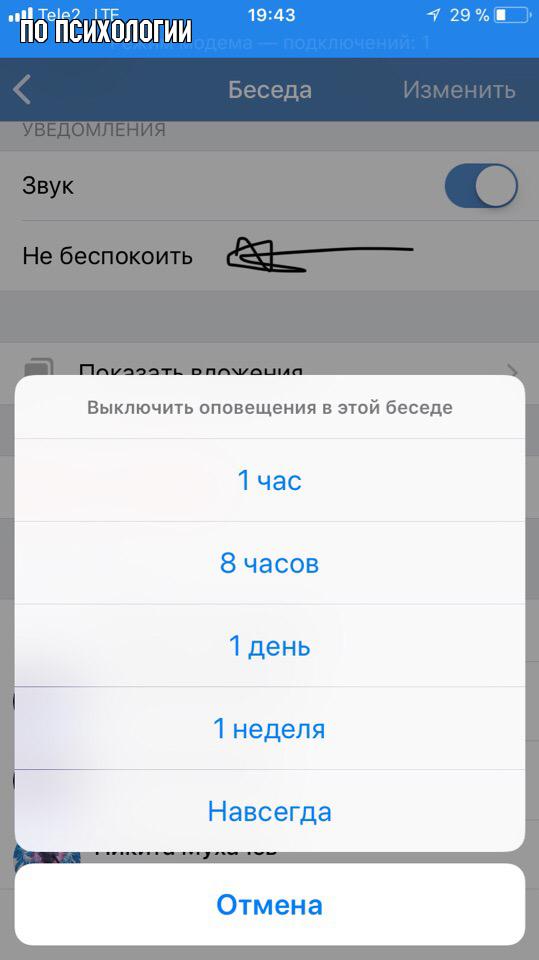 Tele2 LTE 19:43 29 %
ПО ПСИХОЛОГИИ
Режим модема — подключений: 1
Беседа Изменить
УВЕДОМЛЕНИЯ
Звук
Не беспокоить
Показать вложения
Выключить оповещения в этой беседе
1 час
8 часов
1 день
1 неделя
Навсегда
Никита Мухачев
Отмена